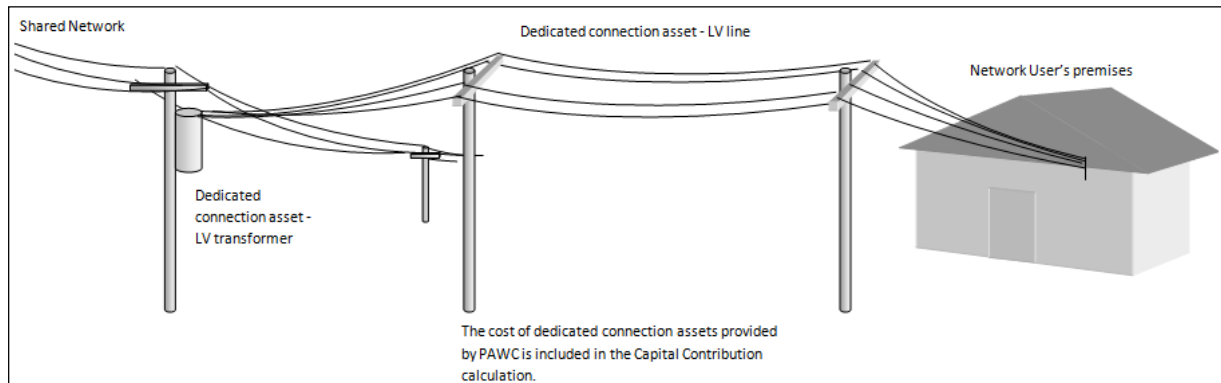 Shared Network
Dedicated connection asset - LV line
Network User's premises
Dedicated
connection asset -
LV transformer
The cost of dedicated connection assets provided
by PAWC is included in the Capital Contribution
calculation.